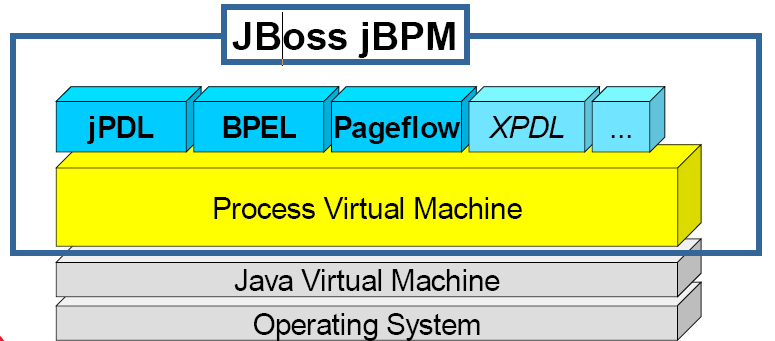 JBoss jBPM
jPDL BPEL Pageflow XPDL ...
Process Virtual Machine
Java Virtual Machine
Operating System